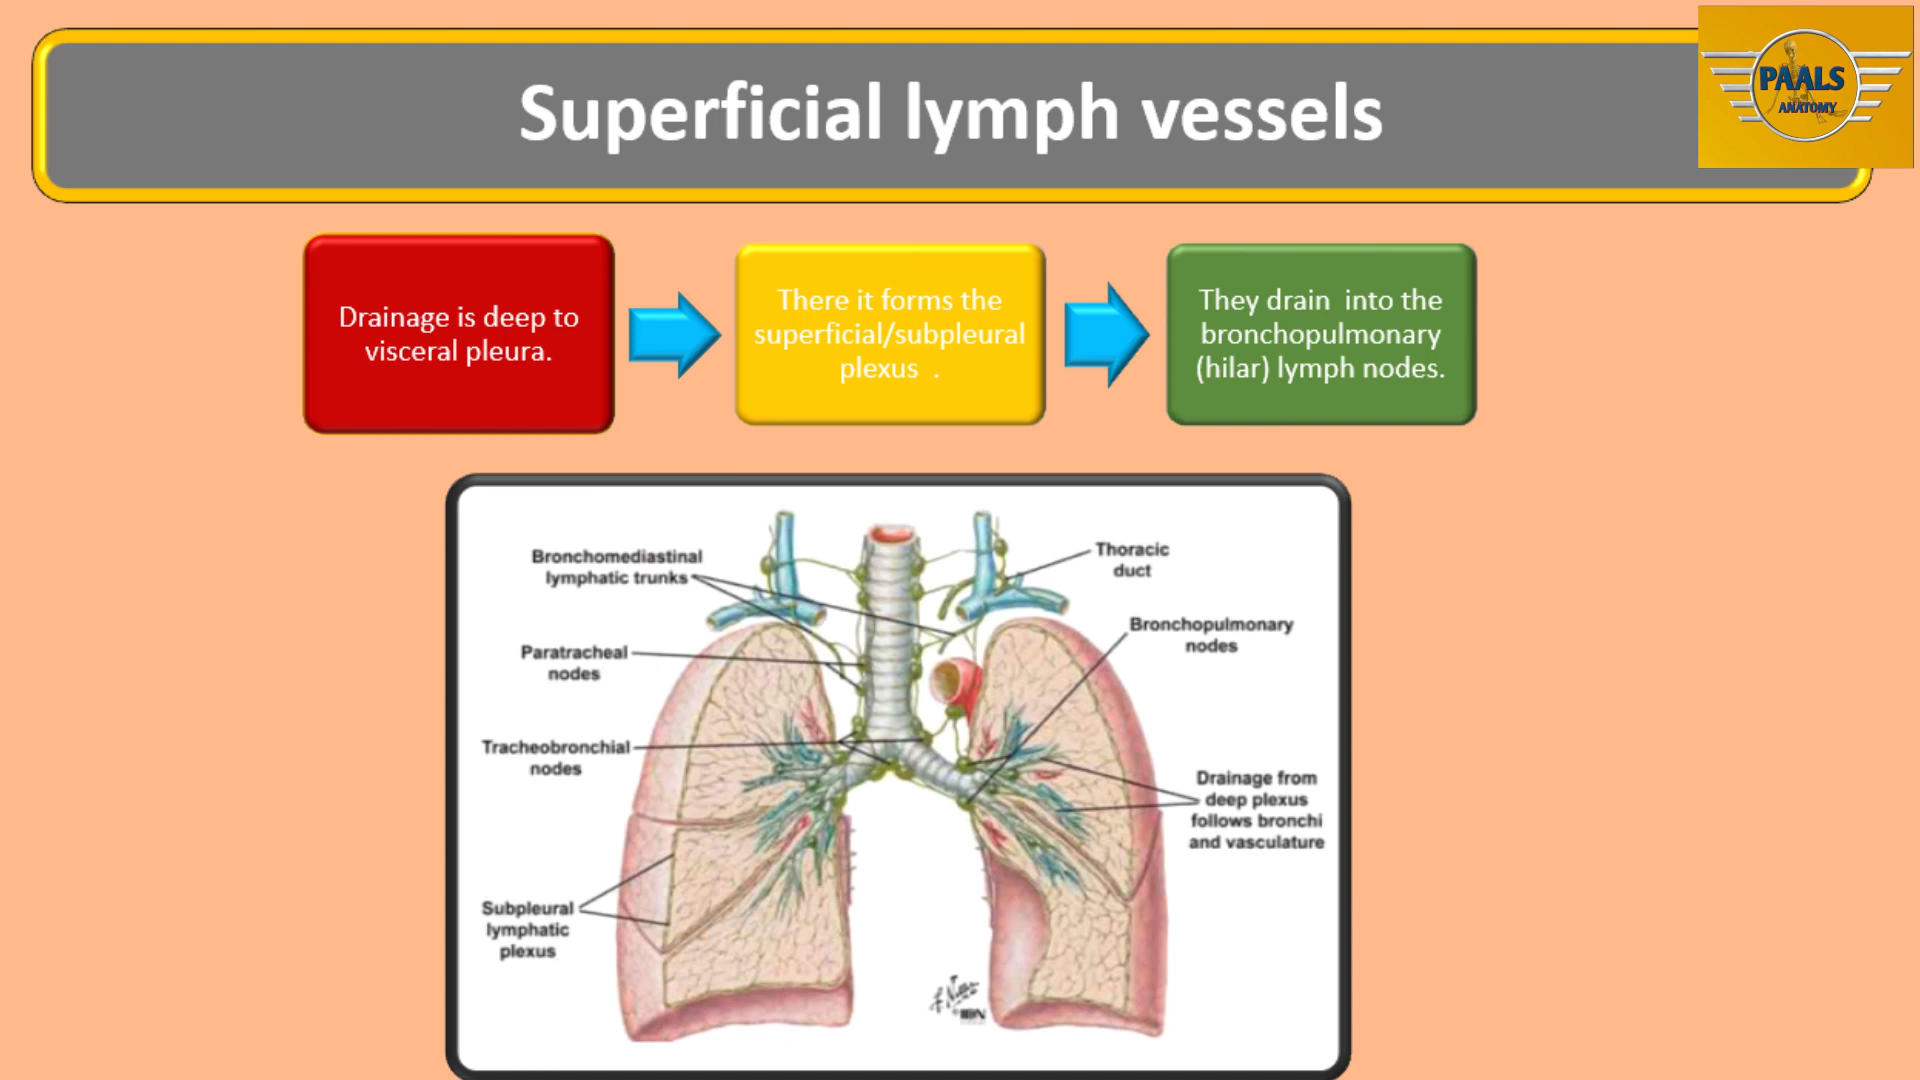 Superficial lymph vessels
PAALS
ANATOMY
Drainage is deep to
visceral pleura.
There it forms the
superficial/subpleural
plexus .
They drain into the
bronchopulmonary
(hilar) lymph nodes.
Bronchomediastinal
lymphatic trunks
Thoracic
duct
Bronchopulmonary
nodes
Paratracheal
nodes
Tracheobronchial
nodes
Drainage from
deep plexus
follows bronchi
and vasculature
Subpleural
lymphatic
plexus